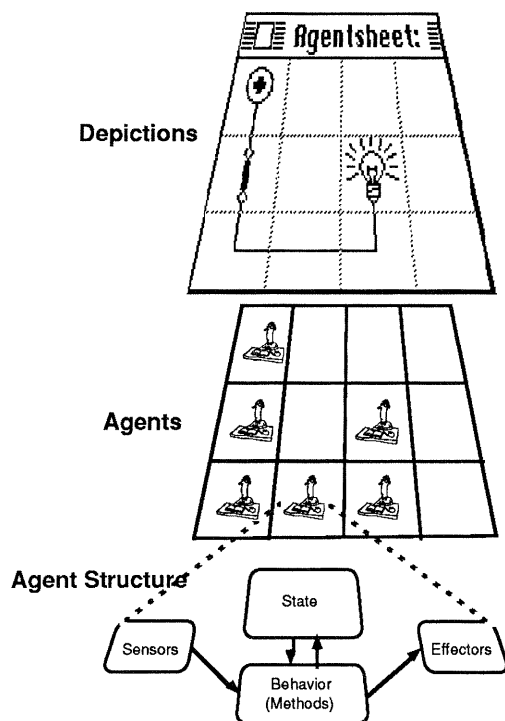 Agentsheet:
Depictions
Agents
Agent Structure
State
Sensors
Effectors
Behavior
(Methods)